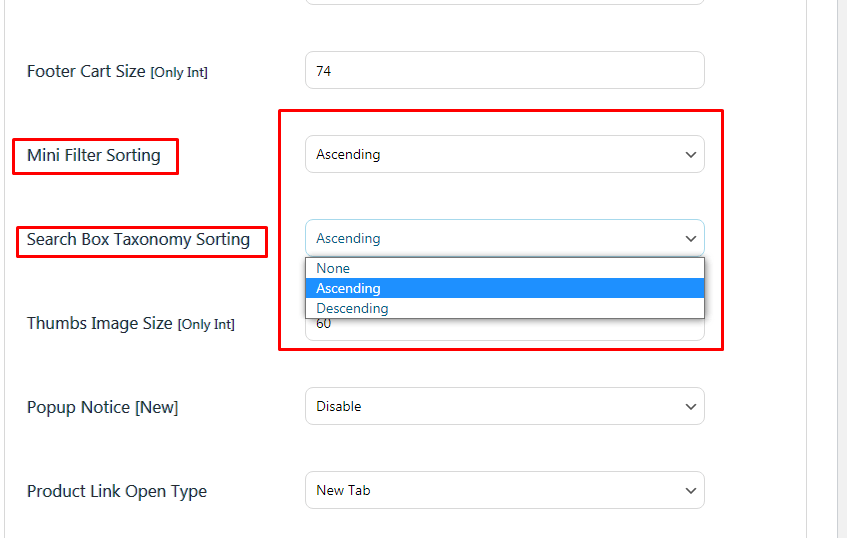 Footer Cart Size [Only Int]
74
Mini Filter Sorting
Ascending
Search Box Taxonomy Sorting
Ascending
None
Ascending
Descending
Thumbs Image Size [Only Int]
60
Popup Notice [New]
Disable
Product Link Open Type
New Tab